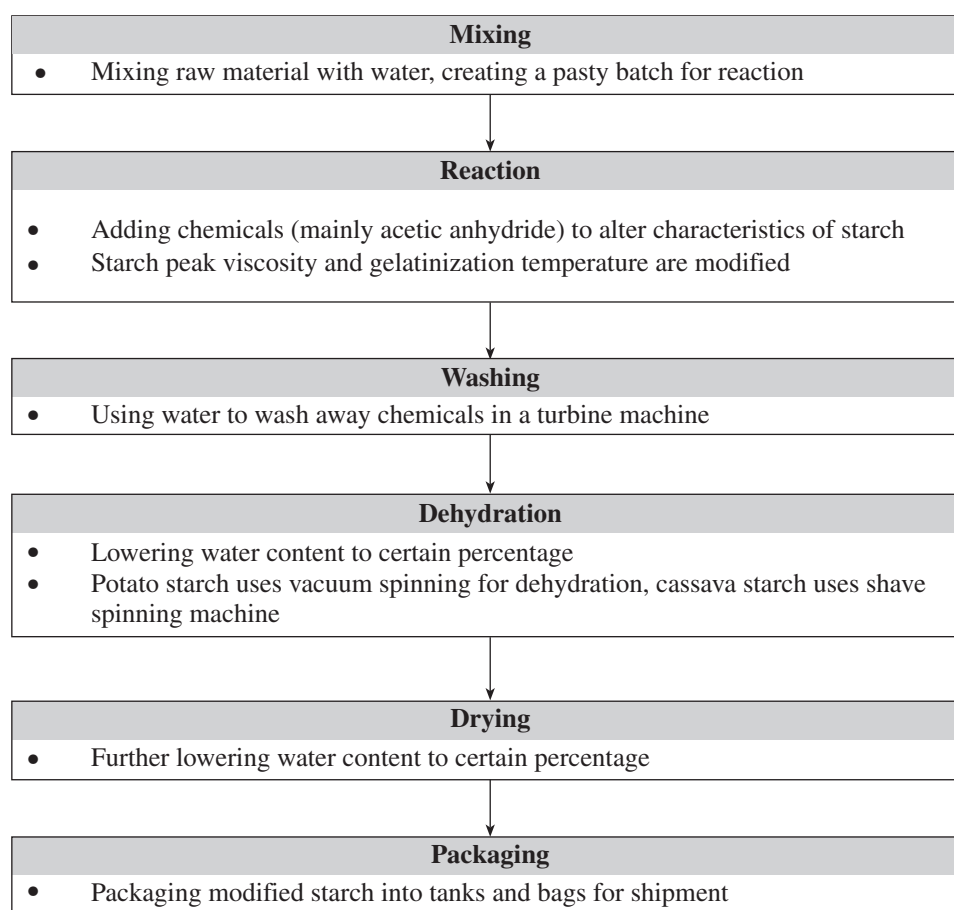 Mixing
• Mixing raw material with water, creating a pasty batch for reaction
Reaction
• Adding chemicals (mainly acetic anhydride) to alter characteristics of starch
• Starch peak viscosity and gelatinization temperature are modified
Washing
• Using water to wash away chemicals in a turbine machine
Dehydration
• Lowering water content to certain percentage
• Potato starch uses vacuum spinning for dehydration, cassava starch uses shave
spinning machine
Drying
• Further lowering water content to certain percentage
Packaging
• Packaging modified starch into tanks and bags for shipment